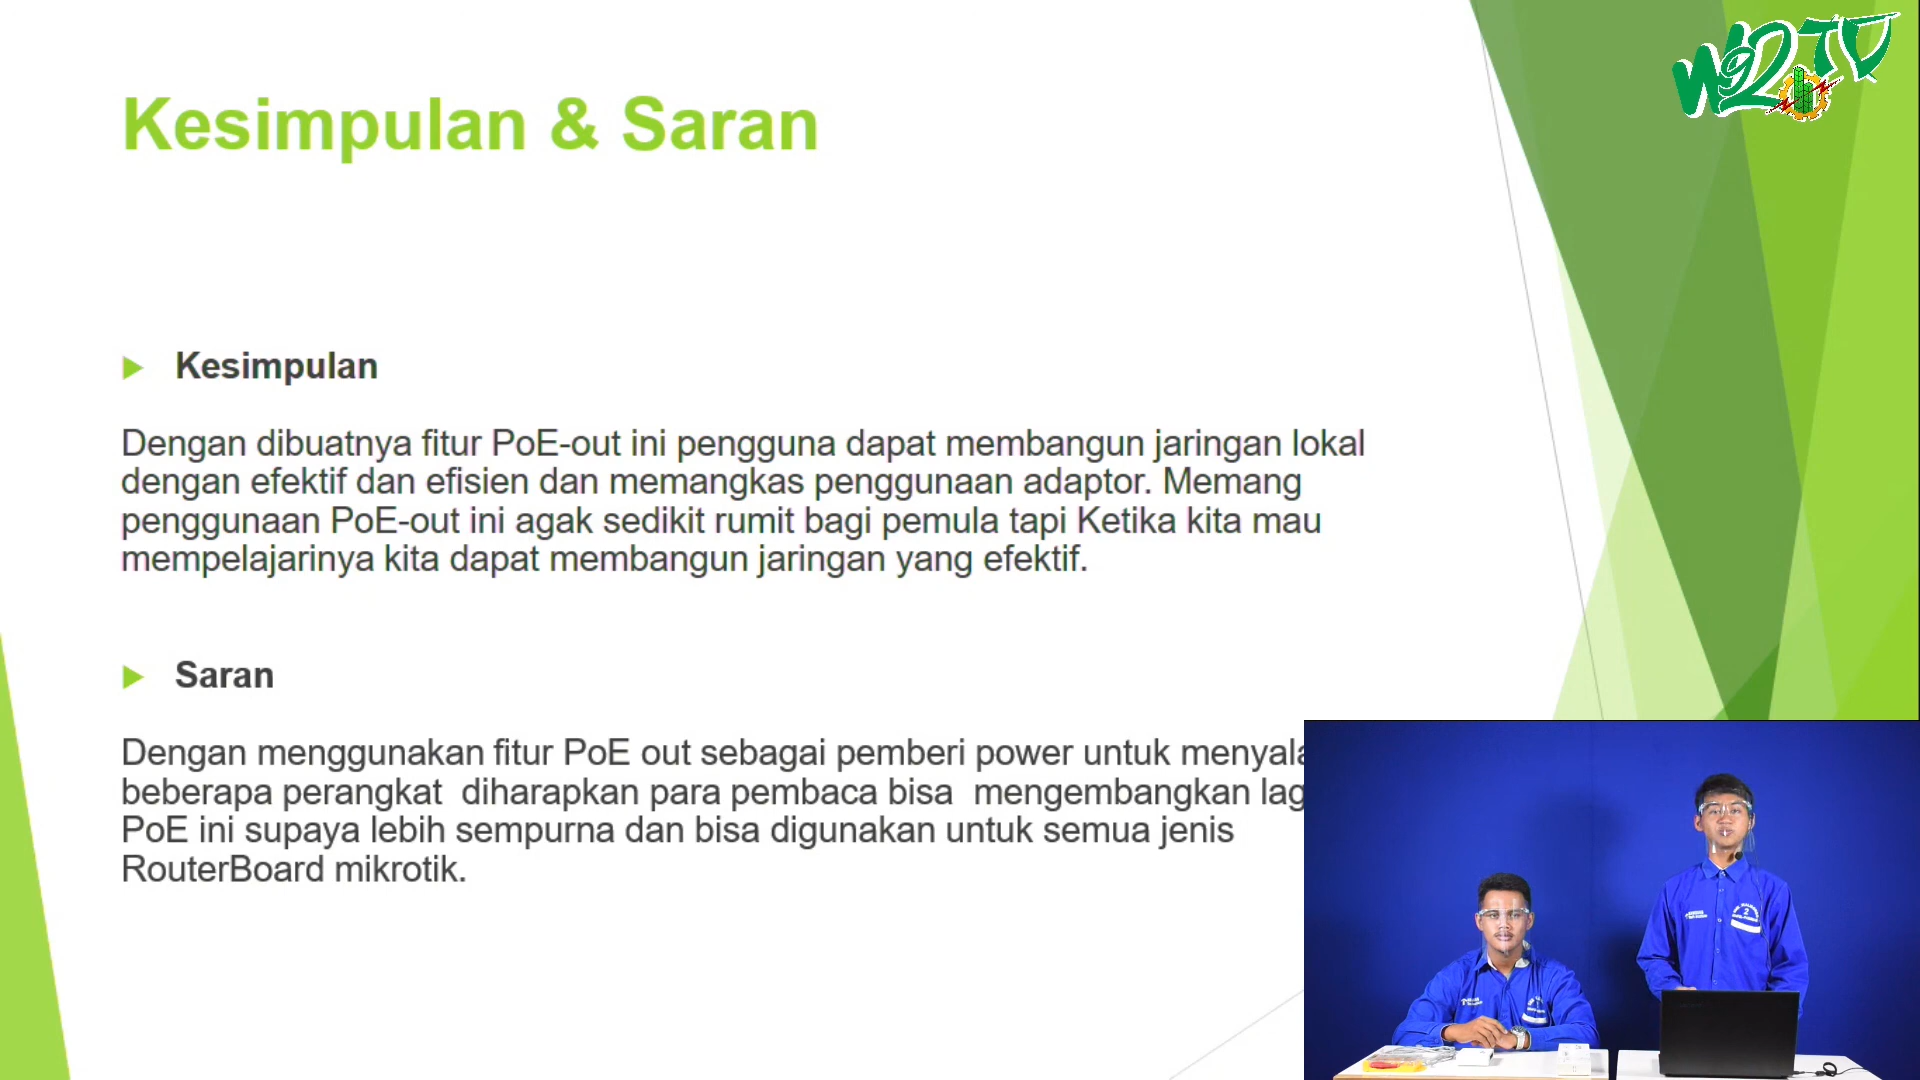 W92TV
Kesimpulan & Saran
Kesimpulan
Dengan dibuatnya fitur PoE-out ini pengguna dapat membangun jaringan lokal
dengan efektif dan efisien dan memangkas penggunaan adaptor. Memang
penggunaan PoE-out ini agak sedikit rumit bagi pemula tapi Ketika kita mau
mempelajarinya kita dapat membangun jaringan yang efektif.
Saran
Dengan menggunakan fitur PoE out sebagai pemberi power untuk
beberapa perangkat diharapkan para pembaca bisa mengembangkan
PoE ini supaya lebih sempurna dan bisa digunakan untuk semua jenis
RouterBoard mikrotik.
2